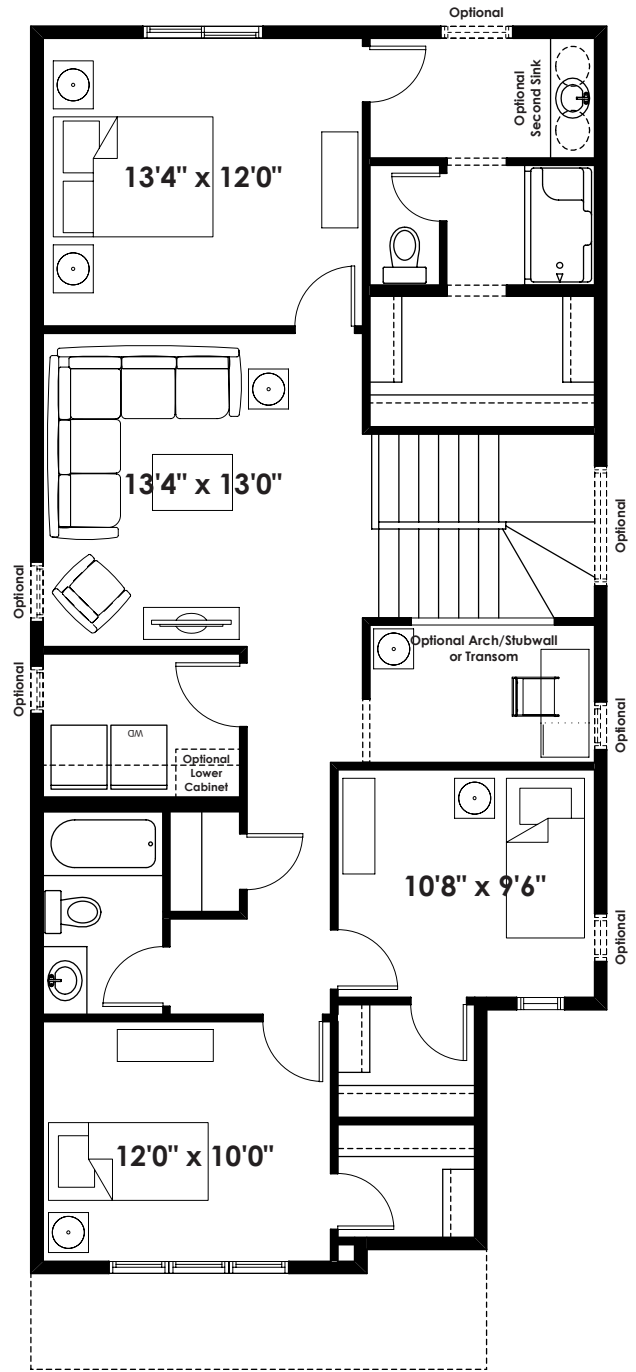 Optional
Optional
Second Sink
13'4" x 12'0"
13'4" x 13'0"
Optional
Optional
Optional Arch/Stubwall
or Transom
Optional
Optional
WD
Optional
Lower
Cabinet
10'8" x 9'6"
Optional
12'0" x 10'0"